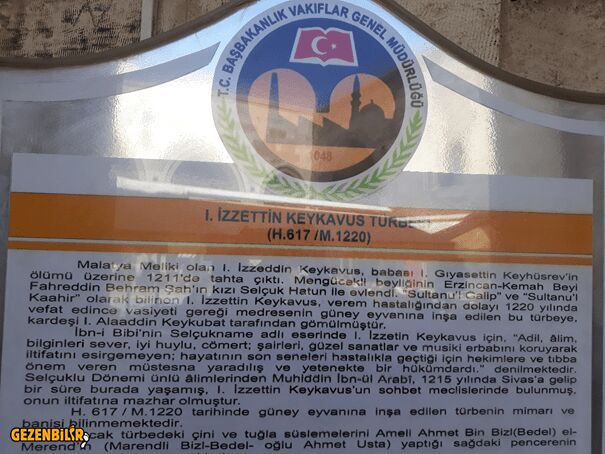 T.C. BAŞBAKANLIK VAKIFLAR GENEL MÜDÜRLÜĞÜ
1048
I. İZZETTİN KEYKAVUS
(H.617 /M.1220)
Malatya Meliki olan I. İzzeddin Keykavus, babası I. Gıyasettin Keyhüsrev'in
ölümü üzerine 1211'de tahta çıktı. Mengücekli beyliğinin Erzincan-Kemah Beyi
Fahreddin Behram Şah'ın kızı Selçuk Hatun ile evlendi. "Sultanu'l Galip" ve "Sultanu'l
Kaahir" olarak bilinen I. İzzettin Keykavus, verem hastalığından dolayı 1220 yılında
vefat edince vasiyeti gereği medresenin güney eyvanına inşa edilen bu türbeye,
kardeşi I. Alaaddin Keykubat tarafından gömülmüştür.
İbn-i Bibi'nin Selçukname adlı eserinde I. İzzettin Keykavus için, "Adil, âlim,
bilginleri sever, iyi huylu, cömert; şairleri, güzel sanatlar ve musiki erbabını koruyarak
iltifatını esirgemeyen; hayatının son seneleri hastalıkla geçtiği için hekimlere ve tıbba
önem veren müstesna yaradılış ve yetenekte bir hükümdardı." denilmektedir.
Selçuklu Dönemi ünlü âlimlerinden Muhiddin İbn-ül Arabî, 1215 yılında Sivas'a gelip
bir süre burada yaşamış, I. İzzettin Keykavus'un sohbet meclislerinde bulunmuş,
onun iltifatına mazhar olmuştur.
H. 617 / M.1220 tarihinde güney eyvanına inşa edilen türbenin mimarı ve
banisi bilinmemektedir.
türbedeki çini ve tuğla süslemelerini Ameli Ahmet Bin Bizl(Bedel) el-
Merend'in (Marendli Bizl-Bedel- oğlu Ahmet Usta) yaptığı sağdaki pencerenin
GEZENBİLİR